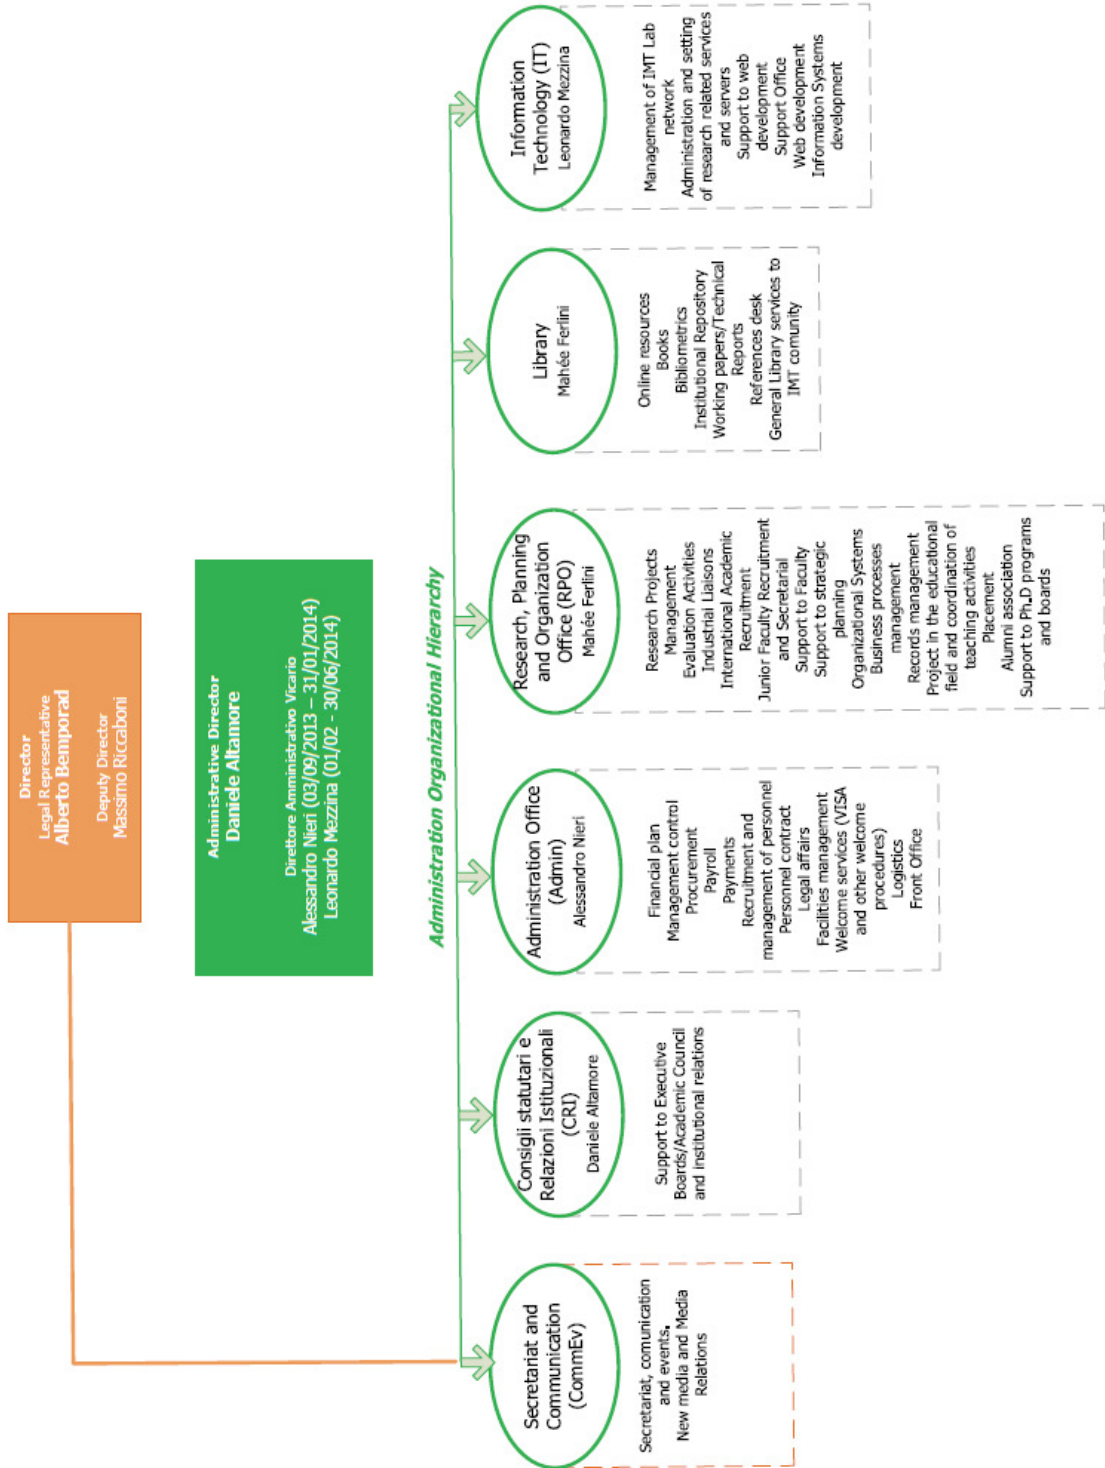 Director
Legal Representative
Alberto Bemporad
Deputy Director
Massimo Riccaboni
Administrative Director
Daniele Altamore
Direttore Amministrativo Vicario
Alessandro Nieri (03/09/2013 – 31/01/2014)
Leonardo Mezzina (01/02 - 30/06/2014)
Administration Organizational Hierarchy
Secretariat and
Communication
(CommEv)
Secretariat, comunication
and events.
New media and Media
Relations
Consigli statutari e
Relazioni Istituzionali
(CRI)
Daniele Altamore
Support to Executive
Boards/Academic Council
and institutional relations
Administration Office
(Admin)
Alessandro Nieri
Financial plan
Management control
Procurement
Payroll
Payments
Recruitment and
management of personnel
Personnel contract
Legal affairs
Facilities management
Welcome services (VISA
and other welcome
procedures)
Logistics
Front Office
Research, Planning
and Organization
Office (RPO)
Mahée Ferlini
Research Projects
Management
Evaluation Activities
Industrial Liaisons
International Academic
Recruitment
Junior Faculty Recruitment
and Secretarial
Support to Faculty
Support to strategic
planning
Organizational Systems
Business processes
management
Records management
Project in the educational
field and coordination of
teaching activities
Placement
Alumni association
Support to Ph.D programs
and boards
Library
Mahée Ferlini
Online resources
Books
Bibliometrics
Institutional Repository
Working papers/Technical
Reports
References desk
General Library services to
IMT comunity
Information
Technology (IT)
Leonardo Mezzina
Management of IMT Lab
network
Administration and setting
of research related services
and servers
Support to web
development
Support Office
Web development
Information Systems
development